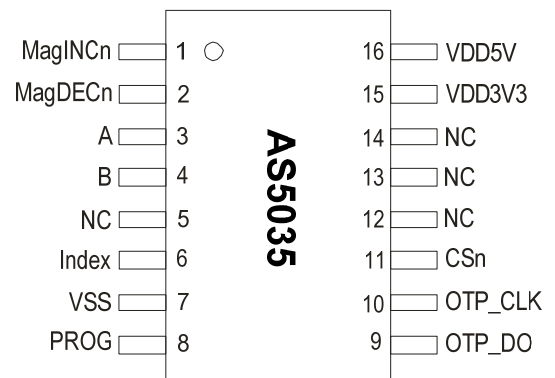 MagINCn 1 16 VDD5V
MagDECn 2 15 VDD3V3
A 3 14 NC
B 4 13 NC
NC 5 12 NC
Index 6 11 CSn
VSS 7 10 OTP_CLK
PROG 8 9 OTP_DO
AS5035